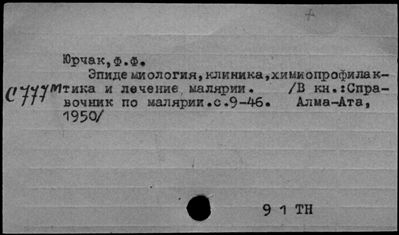 Юрчак,Ф.Ф.
Эпидемиология,клиника,химиопрофилак-
тика и лечение малярии. /В кн.:Спра-
вочник по малярии.с.9-46. Алма-Ата,
1950/
С777м
9 1 ТН